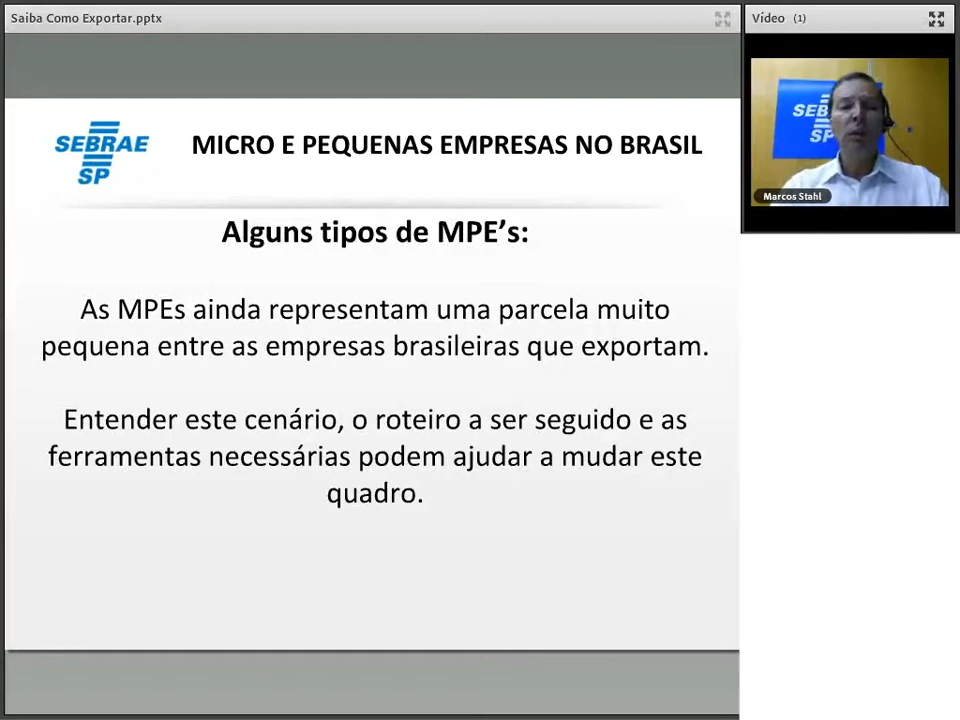 Saiba Como Exportar.pptx
Vídeo (1)
SEBRAE
SP
MICRO E PEQUENAS EMPRESAS NO BRASIL
SEB
SP
Marcos Stahl
Alguns tipos de MPE's:
As MPEs ainda representam uma parcela muito
pequena entre as empresas brasileiras que exportam.
Entender este cenário, o roteiro a ser seguido e as
ferramentas necessárias podem ajudar a mudar este
quadro.